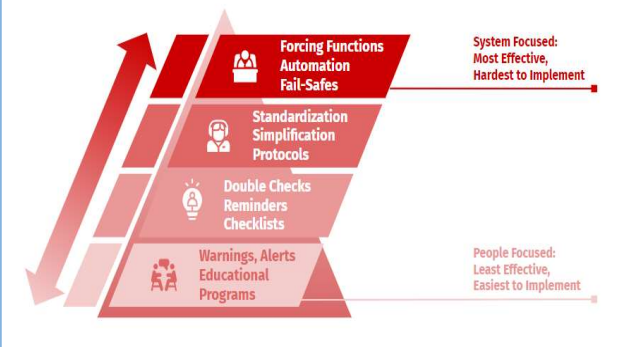 Forcing Functions
Automation
Fail-Safes
System Focused:
Most Effective,
Hardest to Implement
Standardization
Simplification
Protocols
Double Checks
Reminders
Checklists
Warnings, Alerts
Educational
Programs
People Focused:
Least Effective,
Easiest to Implement